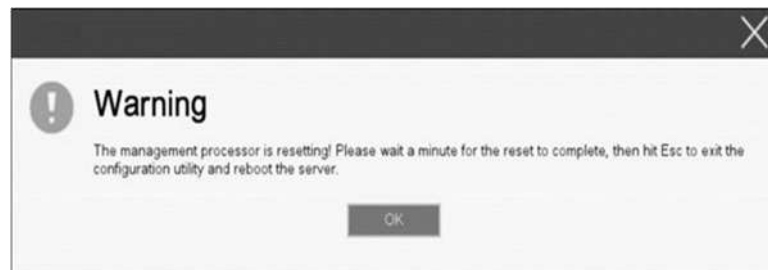 Warning
The management processor is resetting! Please wait a minute for the reset to complete, then hit Esc to exit the
configuration utility and reboot the server.
OK